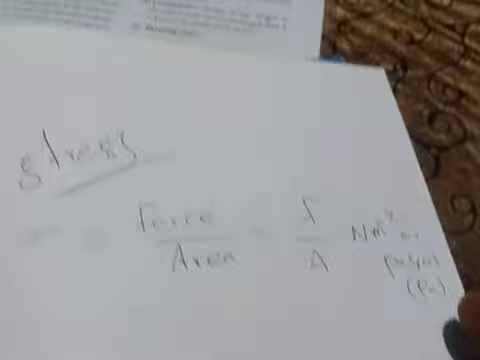 stress
σ = Force / Area = F / A Nm⁻² or
pascal
(Pa)